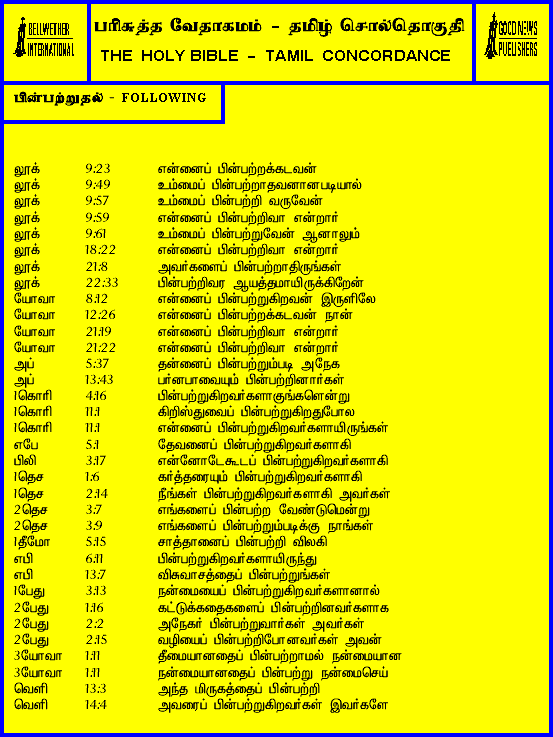 BELLWETHER INTERNATIONAL
பரிசுத்த வேதாகமம் - தமிழ் சொல்தொகுதி
THE HOLY BIBLE - TAMIL CONCORDANCE
GOOD NEWS PUBLISHERS
பின்பற்றுதல் - FOLLOWING
லூக் 9:23 என்னைப் பின்பற்றக்கடவன்
லூக் 9:49 உம்மைப் பின்பற்றாதவனானபடியால்
லூக் 9:57 உம்மைப் பின்பற்றி வருவேன்
லூக் 9:59 என்னைப் பின்பற்றிவா என்றார்
லூக் 9:61 உம்மைப் பின்பற்றுவேன் ஆனாலும்
லூக் 18:22 என்னைப் பின்பற்றிவா என்றார்
லூக் 21:8 அவர்களைப் பின்பற்றாதிருங்கள்
லூக் 22:33 பின்பற்றிவர ஆயத்தமாயிருக்கிறேன்
யோவா 8:12 என்னைப் பின்பற்றுகிறவன் இருளிலே
யோவா 12:26 என்னைப் பின்பற்றக்கடவன் நான்
யோவா 21:19 என்னைப் பின்பற்றிவா என்றார்
யோவா 21:22 என்னைப் பின்பற்றிவா என்றார்
அப் 5:37 தன்னைப் பின்பற்றும்படி அநேக
அப் 13:43 பர்னபாவையும் பின்பற்றினார்கள்
1கொரி 4:16 பின்பற்றுகிறவர்களாகுங்களென்று
1கொரி 11:1 கிறிஸ்துவைப் பின்பற்றுகிறதுபோல
1கொரி 11:1 என்னைப் பின்பற்றுகிறவர்களாயிருங்கள்
எபே 5:1 தேவனைப் பின்பற்றுகிறவர்களாகி
பிலி 3:17 என்னோடேகூடப் பின்பற்றுகிறவர்களாகி
1தெச 1:6 கர்த்தரையும் பின்பற்றுகிறவர்களாகி
1தெச 2:14 நீங்கள் பின்பற்றுகிறவர்களாகி அவர்கள்
2தெச 3:7 எங்களைப் பின்பற்ற வேண்டுமென்று
2தெச 3:9 எங்களைப் பின்பற்றும்படிக்கு நாங்கள்
1தீமோ 5:15 சாத்தானைப் பின்பற்றி விலகி
எபி 6:11 பின்பற்றுகிறவர்களாயிருந்து
எபி 13:7 விசுவாசத்தைப் பின்பற்றுங்கள்
1பேது 3:13 நன்மையைப் பின்பற்றுகிறவர்களானால்
2பேது 1:16 கட்டுக்கதைகளைப் பின்பற்றினவர்களாக
2பேது 2:2 அநேகர் பின்பற்றுவார்கள் அவர்கள்
2பேது 2:15 வழியைப் பின்பற்றிபோனவர்கள் அவன்
3யோவா 1:11 தீமையானதைப் பின்பற்றாமல் நன்மையான
3யோவா 1:11 நன்மையானதைப் பின்பற்று நன்மைசெய்
வெளி 13:3 அந்த மிருகத்தைப் பின்பற்றி
வெளி 14:4 அவரைப் பின்பற்றுகிறவர்கள் இவர்களே